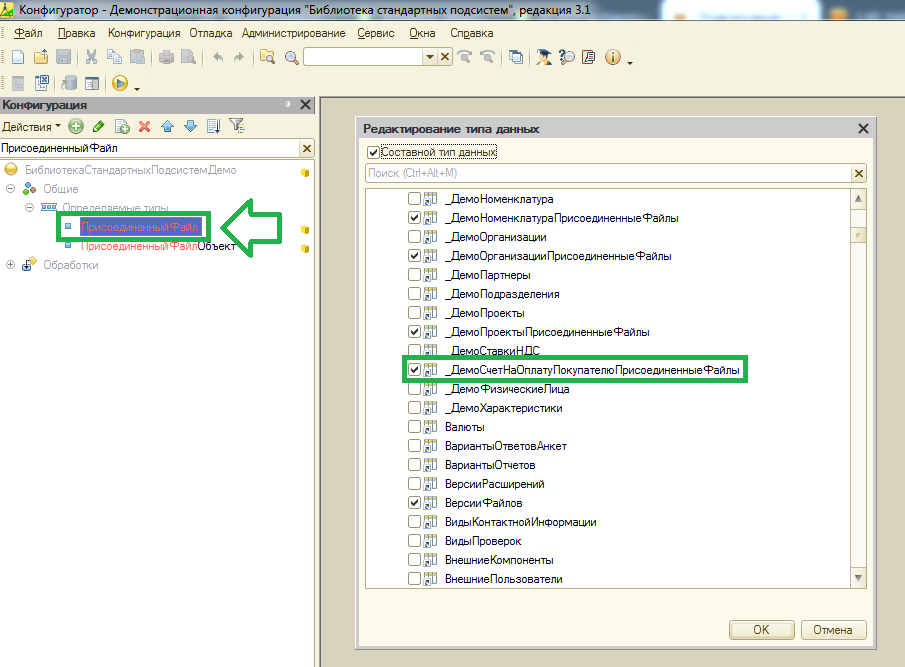 Конфигуратор - Демонстрационная конфигурация "Библиотека стандартных подсистем", редакция 3.1
Файл Правка Конфигурация Отладка Администрирование Сервис Окна Справка
Конфигурация
Действия
ПрисоединенныйФайл
БиблиотекаСтандартныхПодсистемДемо
Общие
Определяемые типы
ПрисоединенныйФайл
ПрисоединенныйФайлОбъект
Обработки
Редактирование типа данных
Составной тип данных
Поиск (Ctrl+Alt+M)
_ДемоНоменклатура
_ДемоНоменклатураПрисоединенныеФайлы
_ДемоОрганизации
_ДемоОрганизацииПрисоединенныеФайлы
_ДемоПартнеры
_ДемоПодразделения
_ДемоПроекты
_ДемоПроектыПрисоединенныеФайлы
_ДемоСтавкиНДС
_ДемоСчетНаОплатуПокупателюПрисоединенныеФайлы
_ДемоФизическиеЛица
_ДемоХарактеристики
Валюты
ВариантыОтветовАнкет
ВариантыОтчетов
ВерсииРасширений
ВерсииФайлов
ВидыКонтактнойИнформации
ВидыПроверок
ВнешниеКомпоненты
ВнешниеПользователи
OK Отмена